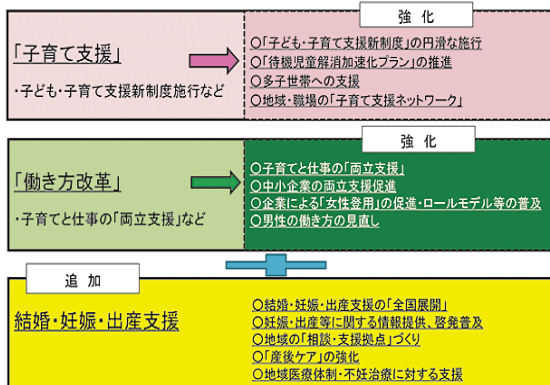 強 化
「子育て支援」
・子ども・子育て支援新制度施行など
〇「子ども・子育て支援新制度」の円滑な施行
〇「待機児童解消加速化プラン」の推進
〇多子世帯への支援
〇地域・職場の「子育て支援ネットワーク」
強 化
「働き方改革」
・子育てと仕事の「両立支援」など
〇子育てと仕事の「両立支援」
〇中小企業の両立支援促進
〇企業による「女性登用」の促進・ロールモデル等の普及
〇男性の働き方の見直し
追 加
結婚・妊娠・出産支援
〇結婚・妊娠・出産支援の「全国展開」
〇妊娠・出産等に関する情報提供、啓発普及
〇地域の「相談・支援拠点」づくり
〇「産後ケア」の強化
〇地域医療体制・不妊治療に対する支援